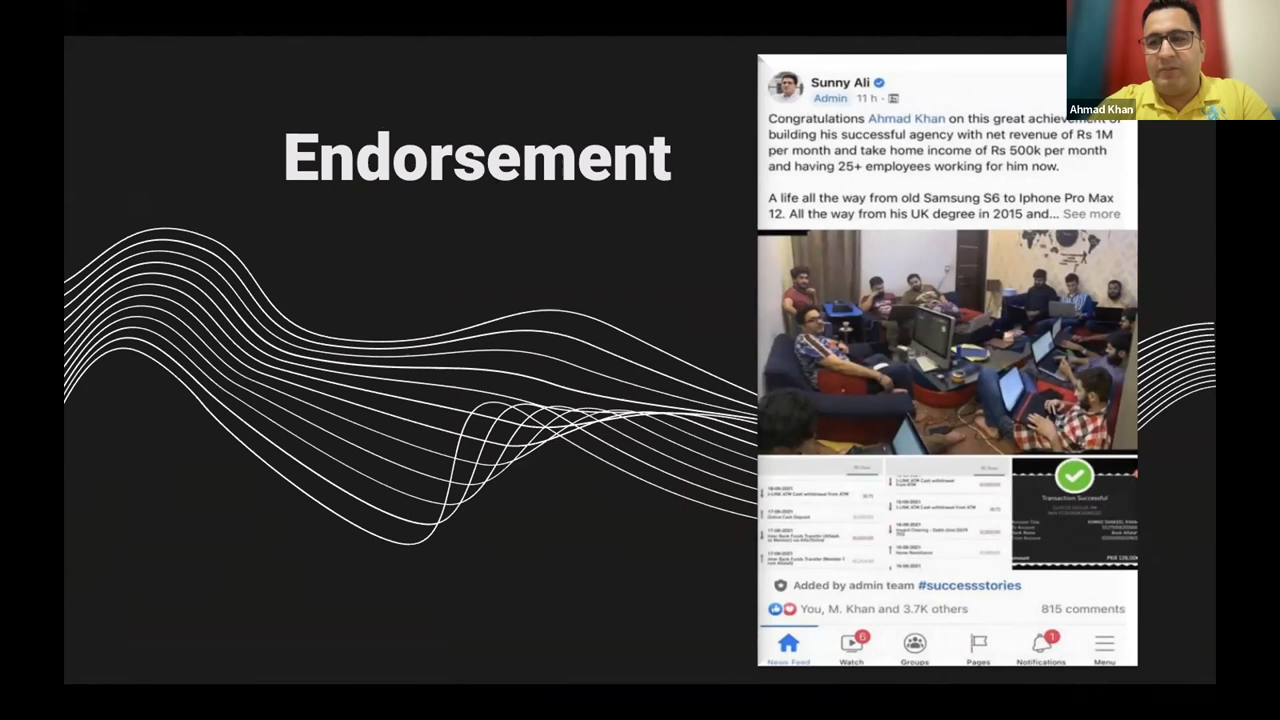 Endorsement
Ahmad Khan
Sunny Ali
Admin 11 h
Congratulations Ahmad Khan on this great achievement of
building his successful agency with net revenue of Rs 1M
per month and take home income of Rs 500k per month
and having 25+ employees working for him now.
A life all the way from old Samsung S6 to Iphone Pro Max
12. All the way from his UK degree in 2015 and... See more
Transaction Successful
Added by admin team #successstories
You, M. Khan and 3.7K others
815 comments
6
1
News Feed
Watch
Groups
Pages
Notifications
Menu